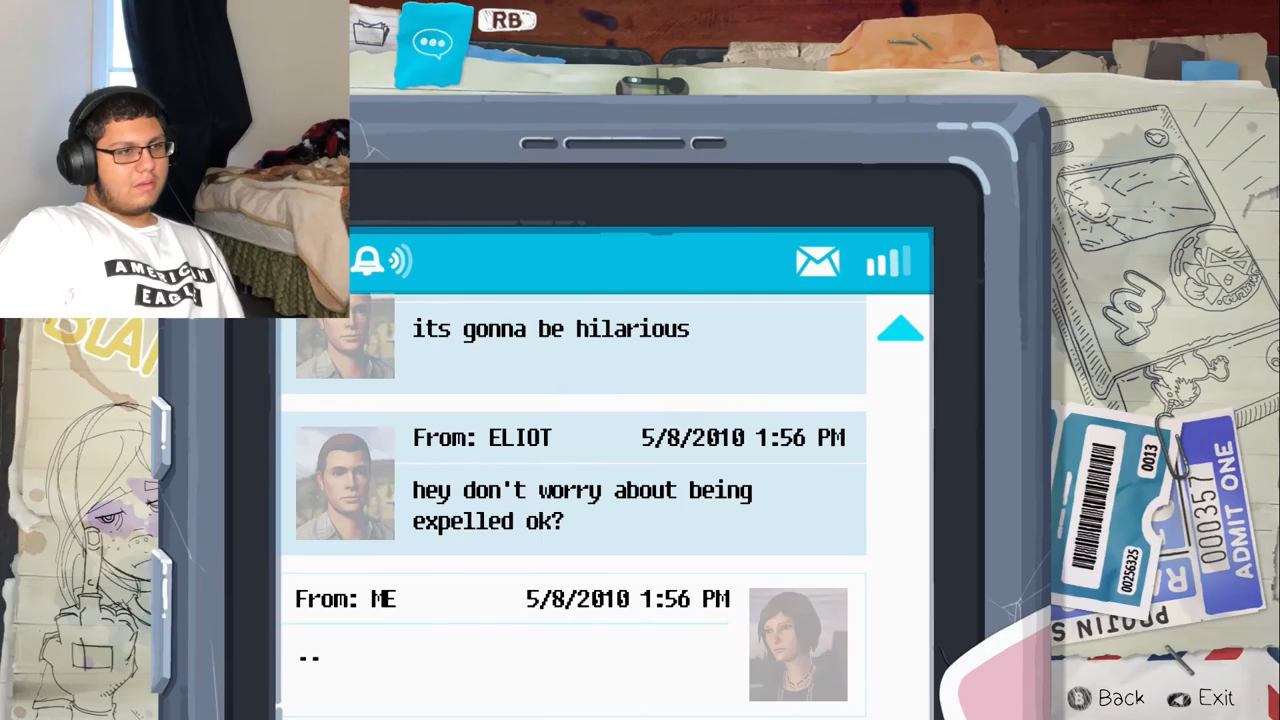 RB
AMERICAN
EAGLE
its gonna be hilarious
From: ELIOT 5/8/2010 1:56 PM
hey don't worry about being
expelled ok?
From: ME 5/8/2010 1:56 PM
..
0013
00256325
000357
ADMIT ONE
B Back
Exit